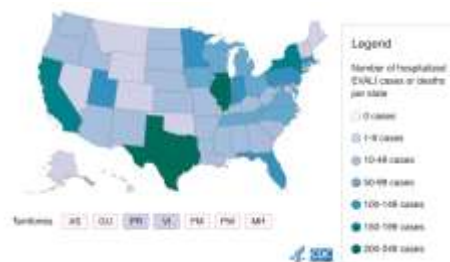 Legend
Number of hospitalized
EVALI cases or deaths
per state
0 cases
1-9 cases
10-49 cases
50-99 cases
100-149 cases
150-199 cases
200-249 cases
Territories AS GU PR VI FM PW MH
CDC